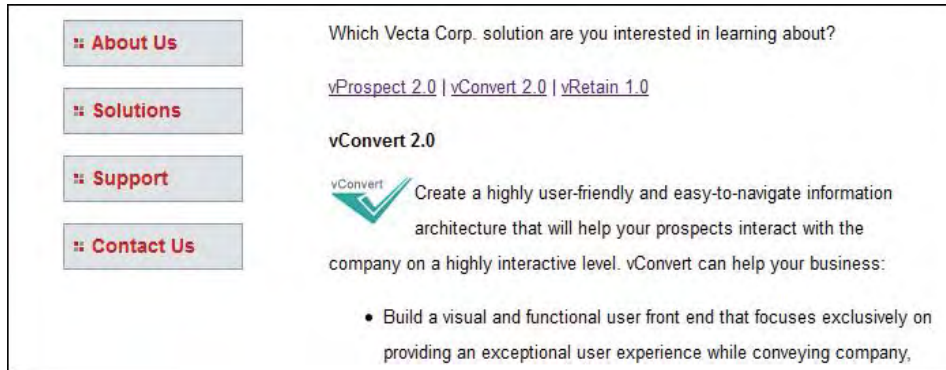 About Us
Solutions
Support
Contact Us
Which Vecta Corp. solution are you interested in learning about?
vProspect 2.0 | vConvert 2.0 | vRetain 1.0
vConvert 2.0
vConvert
Create a highly user-friendly and easy-to-navigate information
architecture that will help your prospects interact with the
company on a highly interactive level. vConvert can help your business:
• Build a visual and functional user front end that focuses exclusively on
providing an exceptional user experience while conveying company,